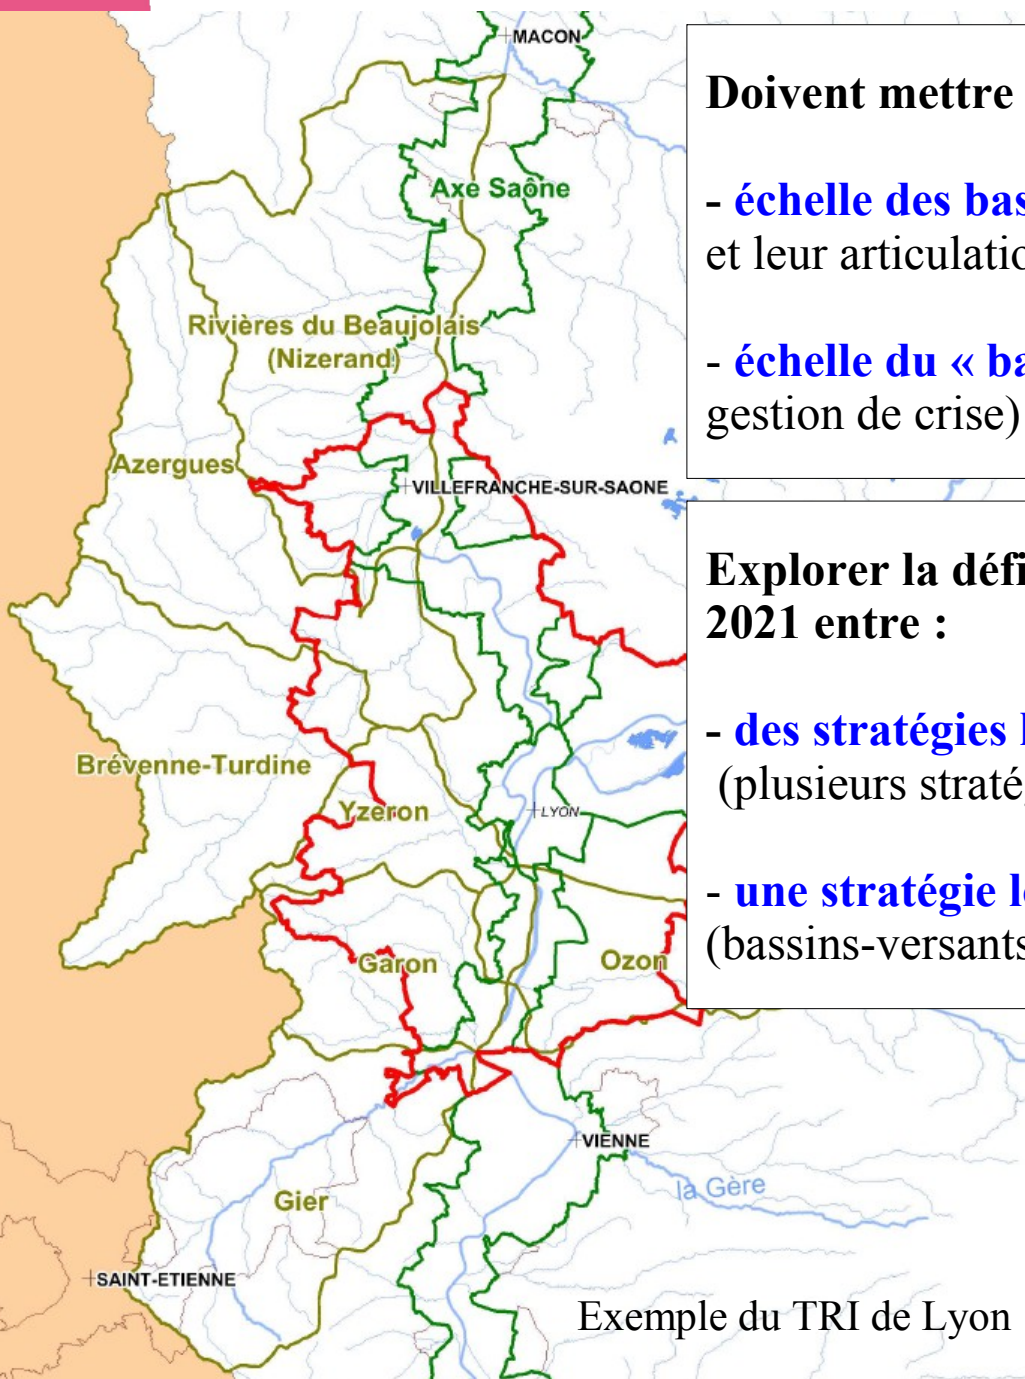 MACON
Axe Saône
Rivières du Beaujolais
(Nizerand)
Azergues
VILLEFRANCHE-SUR-SAONE
Brévenne-Turdine
Yzeron
LYON
Garon
Ozon
VIENNE
la Gère
Gier
SAINT-ETIENNE
Exemple du TRI de Lyon
Doivent mettre
- échelle des bas
et leur articulatio
- échelle du « ba
gestion de crise)
Explorer la défi
2021 entre :
- des stratégies l
(plusieurs straté
- une stratégie lo
(bassins-versants